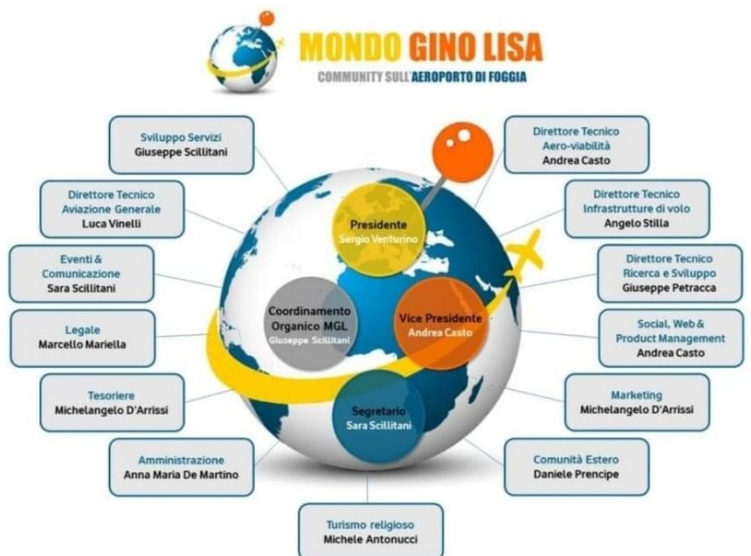 MONDO GINO LISA
COMMUNITY SULL'AEROPORTO DI FOGGIA
Sviluppo Servizi
Giuseppe Scillitani
Direttore Tecnico
Aero-viabilità
Andrea Casto
Direttore Tecnico
Aviazione Generale
Luca Vinelli
Direttore Tecnico
Infrastrutture di volo
Angelo Stilla
Presidente
Sergio Venturino
Eventi &
Comunicazione
Sara Scillitani
Direttore Tecnico
Ricerca e Sviluppo
Giuseppe Petracca
Coordinamento
Organico MGL
Giuseppe Scillitani
Vice Presidente
Andrea Casto
Legale
Marcello Mariella
Social, Web &
Product Management
Andrea Casto
Tesoriere
Michelangelo D'Arrissi
Segretario
Sara Scillitani
Marketing
Michelangelo D'Arrissi
Amministrazione
Anna Maria De Martino
Comunità Estero
Daniele Prencipe
Turismo religioso
Michele Antonucci